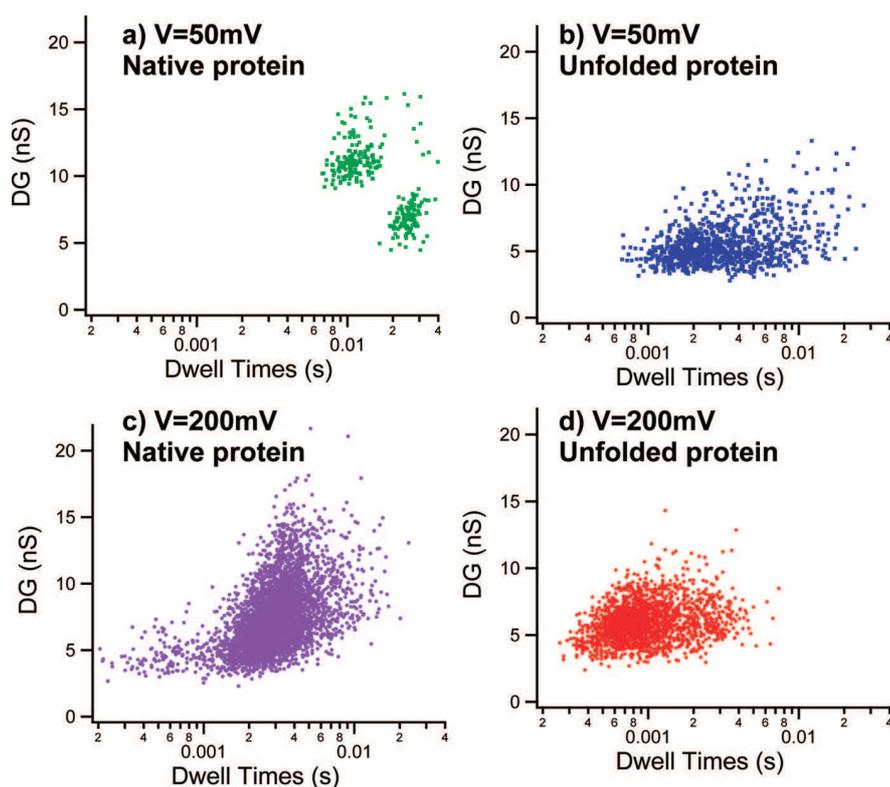 a) V=50mV
Native protein
20
15
10
5
0
DG (nS)
2 4 6 8 2 4 6 8 2 4
0.001 0.01
Dwell Times (s)
b) V=50mV
Unfolded protein
20
15
10
5
0
DG (nS)
2 4 6 8 2 4 6 8 2 4
0.001 0.01
Dwell Times (s)
c) V=200mV
Native protein
20
15
10
5
0
DG (nS)
2 4 6 8 2 4 6 8 2 4
0.001 0.01
Dwell Times (s)
d) V=200mV
Unfolded protein
20
15
10
5
0
DG (nS)
2 4 6 8 2 4 6 8 2 4
0.001 0.01
Dwell Times (s)